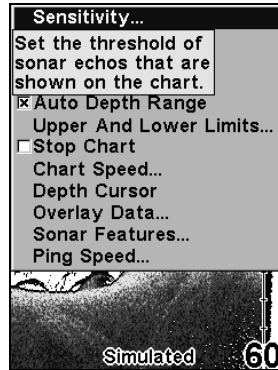 Sensitivity...
Set the threshold of
sonar echos that are
shown on the chart.
Auto Depth Range
Upper And Lower Limits...
Stop Chart
Chart Speed...
Depth Cursor
Overlay Data...
Sonar Features...
Ping Speed...
Simulated
60